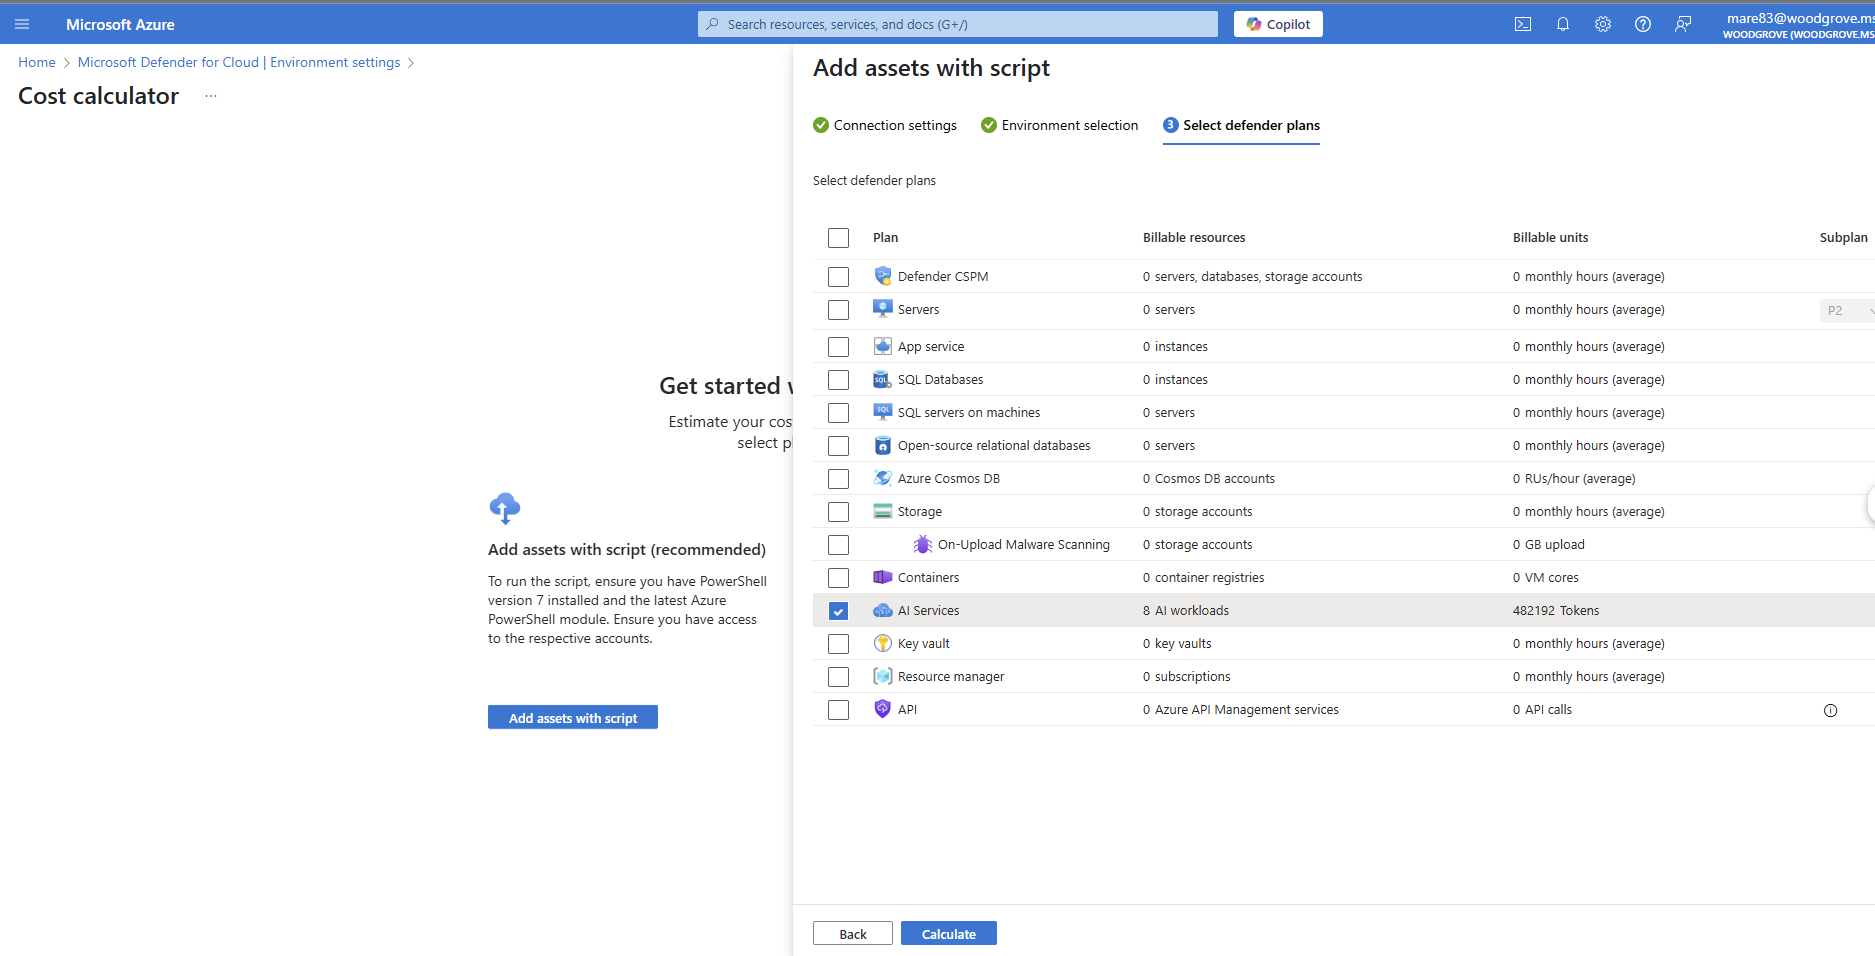 Microsoft Azure
Search resources, services, and docs (G+/)
Copilot
mare83@woodgrove.ms
WOODGROVE (WOODGROVE.MS
Home > Microsoft Defender for Cloud | Environment settings >
Cost calculator ...
Get started
Estimate your cos
select p
Add assets with script (recommended)
To run the script, ensure you have PowerShell
version 7 installed and the latest Azure
PowerShell module. Ensure you have access
to the respective accounts.
Add assets with script
Add assets with script
Connection settings
Environment selection
3 Select defender plans
Select defender plans
Plan Billable resources Billable units Subplan
Defender CSPM 0 servers, databases, storage accounts 0 monthly hours (average)
Servers 0 servers 0 monthly hours (average) P2
App service 0 instances 0 monthly hours (average)
SQL Databases 0 instances 0 monthly hours (average)
SQL servers on machines 0 servers 0 monthly hours (average)
Open-source relational databases 0 servers 0 monthly hours (average)
Azure Cosmos DB 0 Cosmos DB accounts 0 RUs/hour (average)
Storage 0 storage accounts 0 monthly hours (average)
On-Upload Malware Scanning 0 storage accounts 0 GB upload
Containers 0 container registries 0 VM cores
AI Services 8 AI workloads 482192 Tokens
Key vault 0 key vaults 0 monthly hours (average)
Resource manager 0 subscriptions 0 monthly hours (average)
API 0 Azure API Management services 0 API calls
Back
Calculate